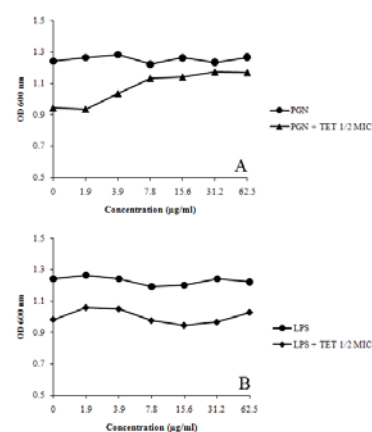 1.5
1.3
1.1
0.9
0.7
0.5
OD 600 nm
0 1.9 3.9 7.8 15.6 31.2 62.5
Concentration (µg/ml)
PGN
PGN + TET 1/2 MIC
A
1.5
1.3
1.1
0.9
0.7
0.5
OD 600 nm
0 1.9 3.9 7.8 15.6 31.2 62.5
Concentration (µg/ml)
LPS
LPS + TET 1/2 MIC
B